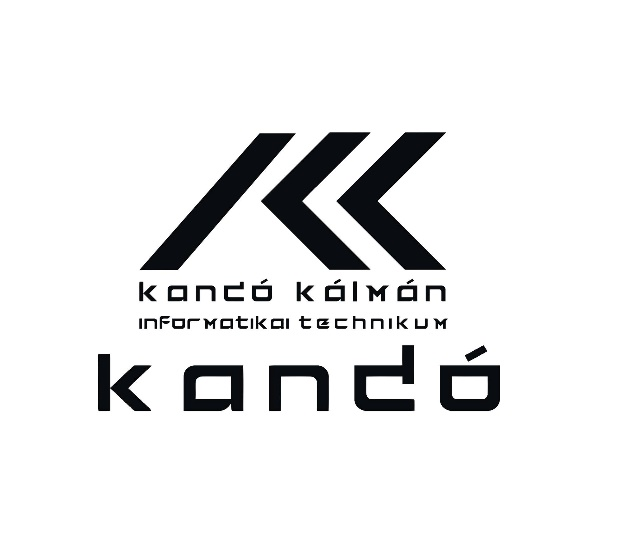 kandó kálmán
informatikai technikum
kandó